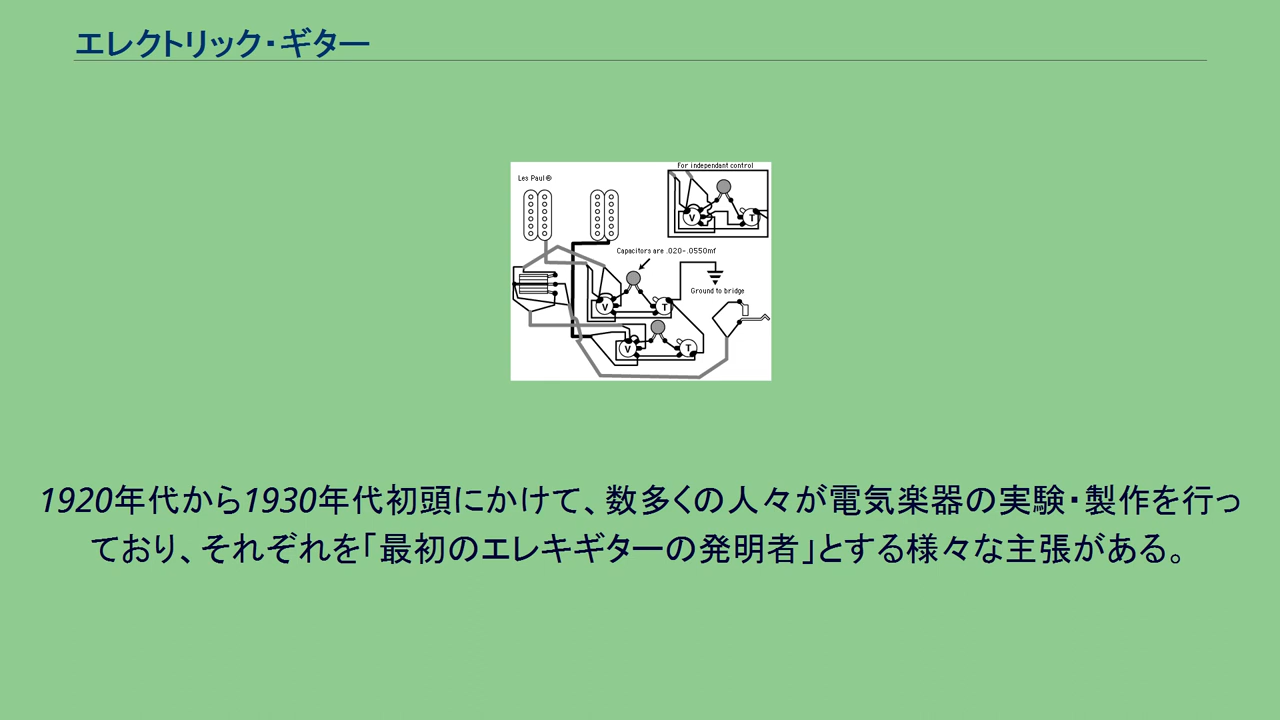 エレクトリック・ギター
For independant control
Les Paul®
V
T
Capacitors are .020-.0550mf
Ground to bridge
V
T
V
T
1920年代から1930年代初頭にかけて、数多くの人々が電気楽器の実験・製作を行っ
ており、それぞれを「最初のエレキギターの発明者」とする様々な主張がある。